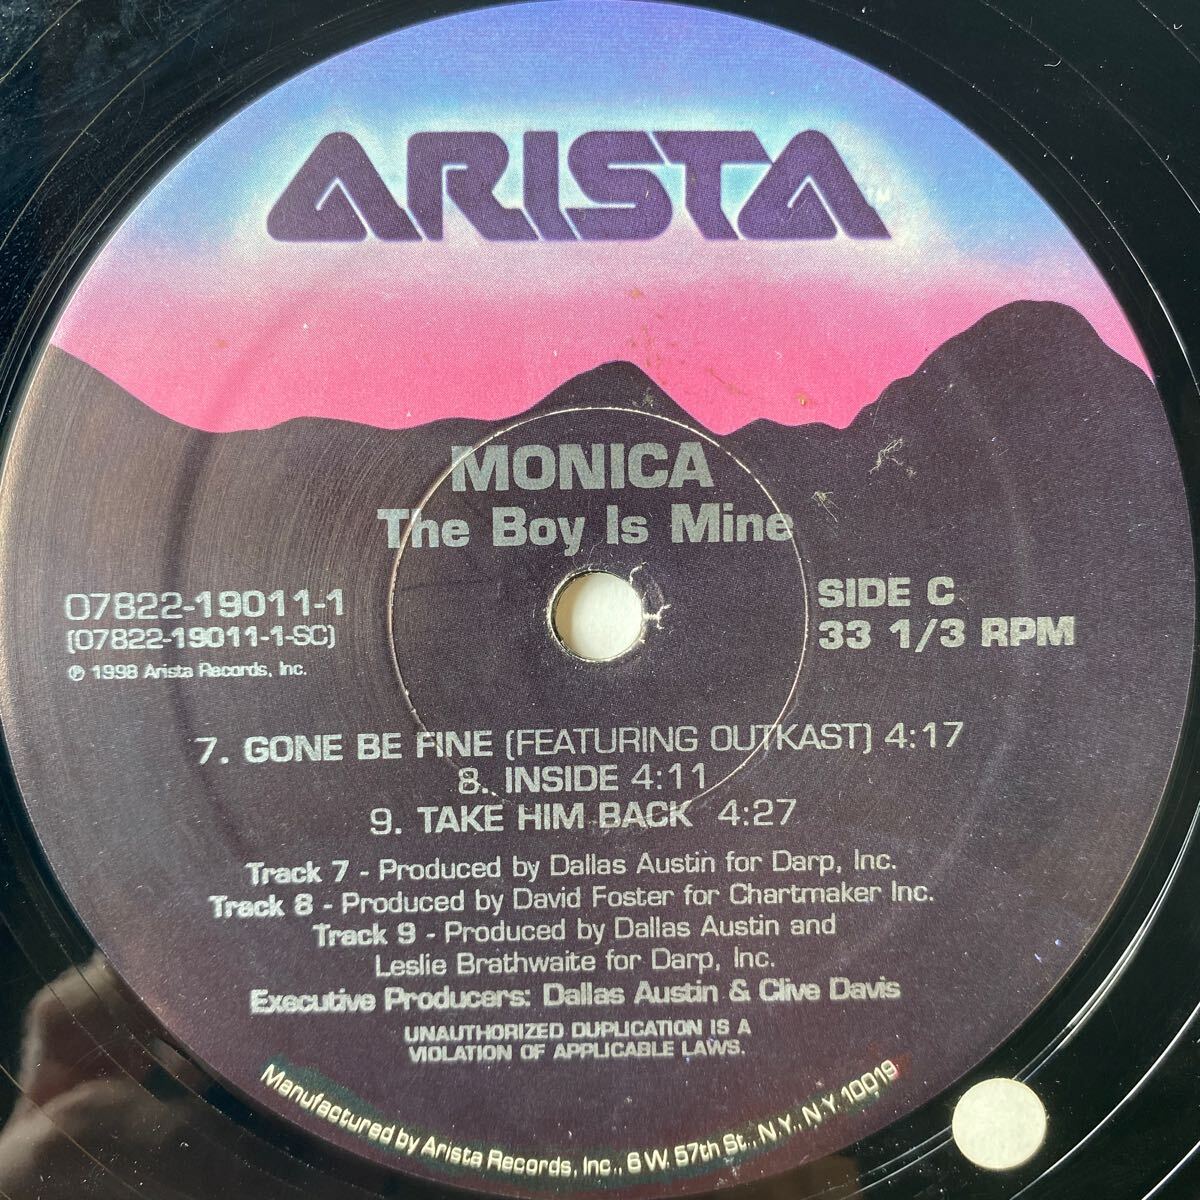 ARISTA
TM
MONICA
The Boy Is Mine
07822-19011-1
(07822-19011-1-SC)
℗ 1998 Arista Records, Inc.
SIDE C
33 1/3 RPM
7. GONE BE FINE (FEATURING OUTKAST) 4:17
8. INSIDE 4:11
9. TAKE HIM BACK 4:27
Track 7 - Produced by Dallas Austin for Darp, Inc.
Track 8 - Produced by David Foster for Chartmaker Inc.
Track 9 - Produced by Dallas Austin and
Leslie Brathwaite for Darp, Inc.
Executive Producers: Dallas Austin & Clive Davis
UNAUTHORIZED DUPLICATION IS A
VIOLATION OF APPLICABLE LAWS.
Manufactured by Arista Records, Inc., 6 W. 57th St., N.Y., N.Y. 10019